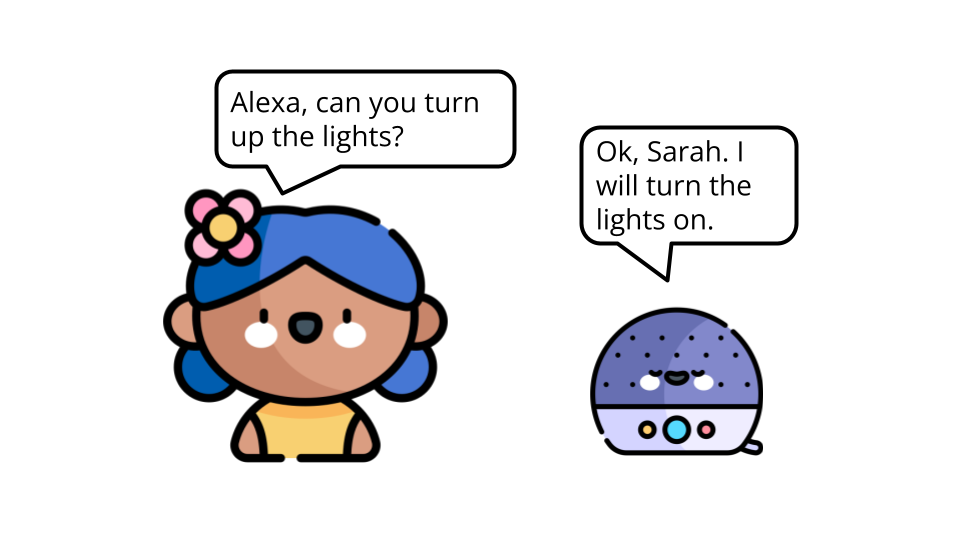 Alexa, can you turn
up the lights?
Ok, Sarah. I
will turn the
lights on.